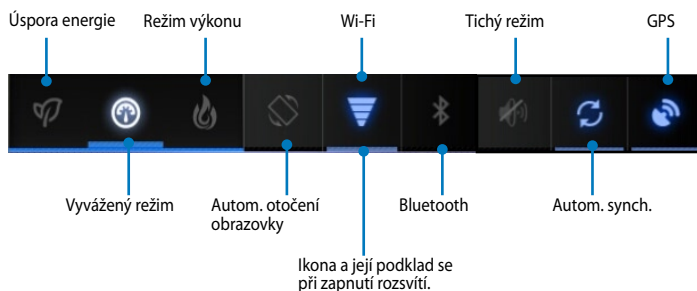 Úspora energie
Režim výkonu
Wi-Fi
Tichý režim
GPS
Vyvážený režim
Autom. otočení
obrazovky
Bluetooth
Autom. synch.
Ikona a její podklad se
při zapnutí rozsvítí.